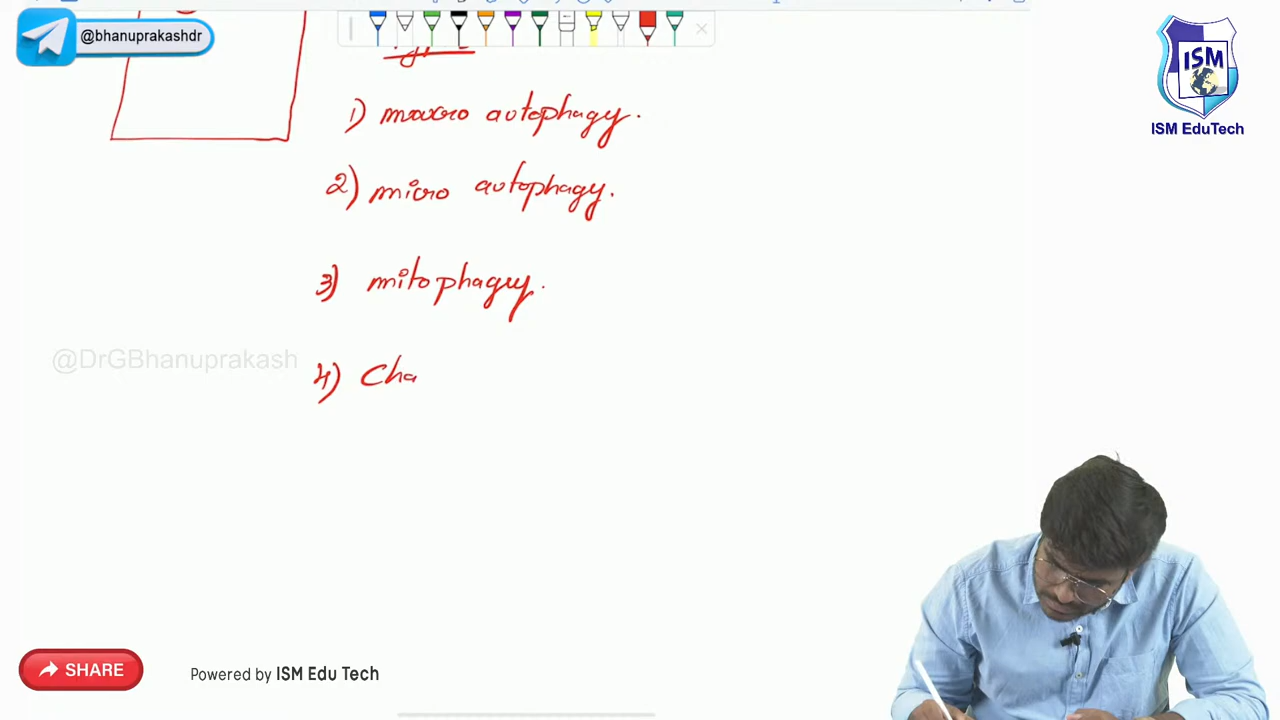 @bhanuprakashdr
ISM
ISM EduTech
1) macro autophagy.
2) micro autophagy.
3) mitophagy.
@DrGBhanuprakash
4) Cha
SHARE
Powered by ISM Edu Tech